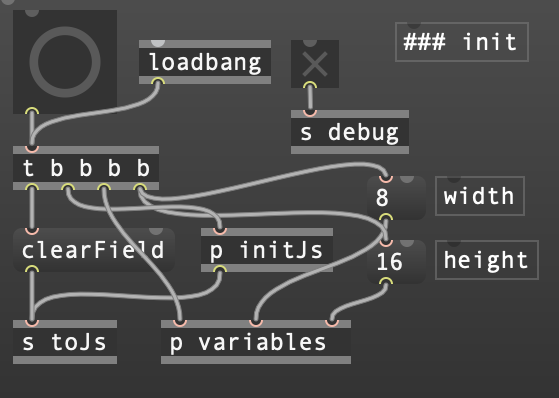 ### init
loadbang
s debug
t b b b b
8
width
clearField
p initJs
16
height
s toJs
p variables